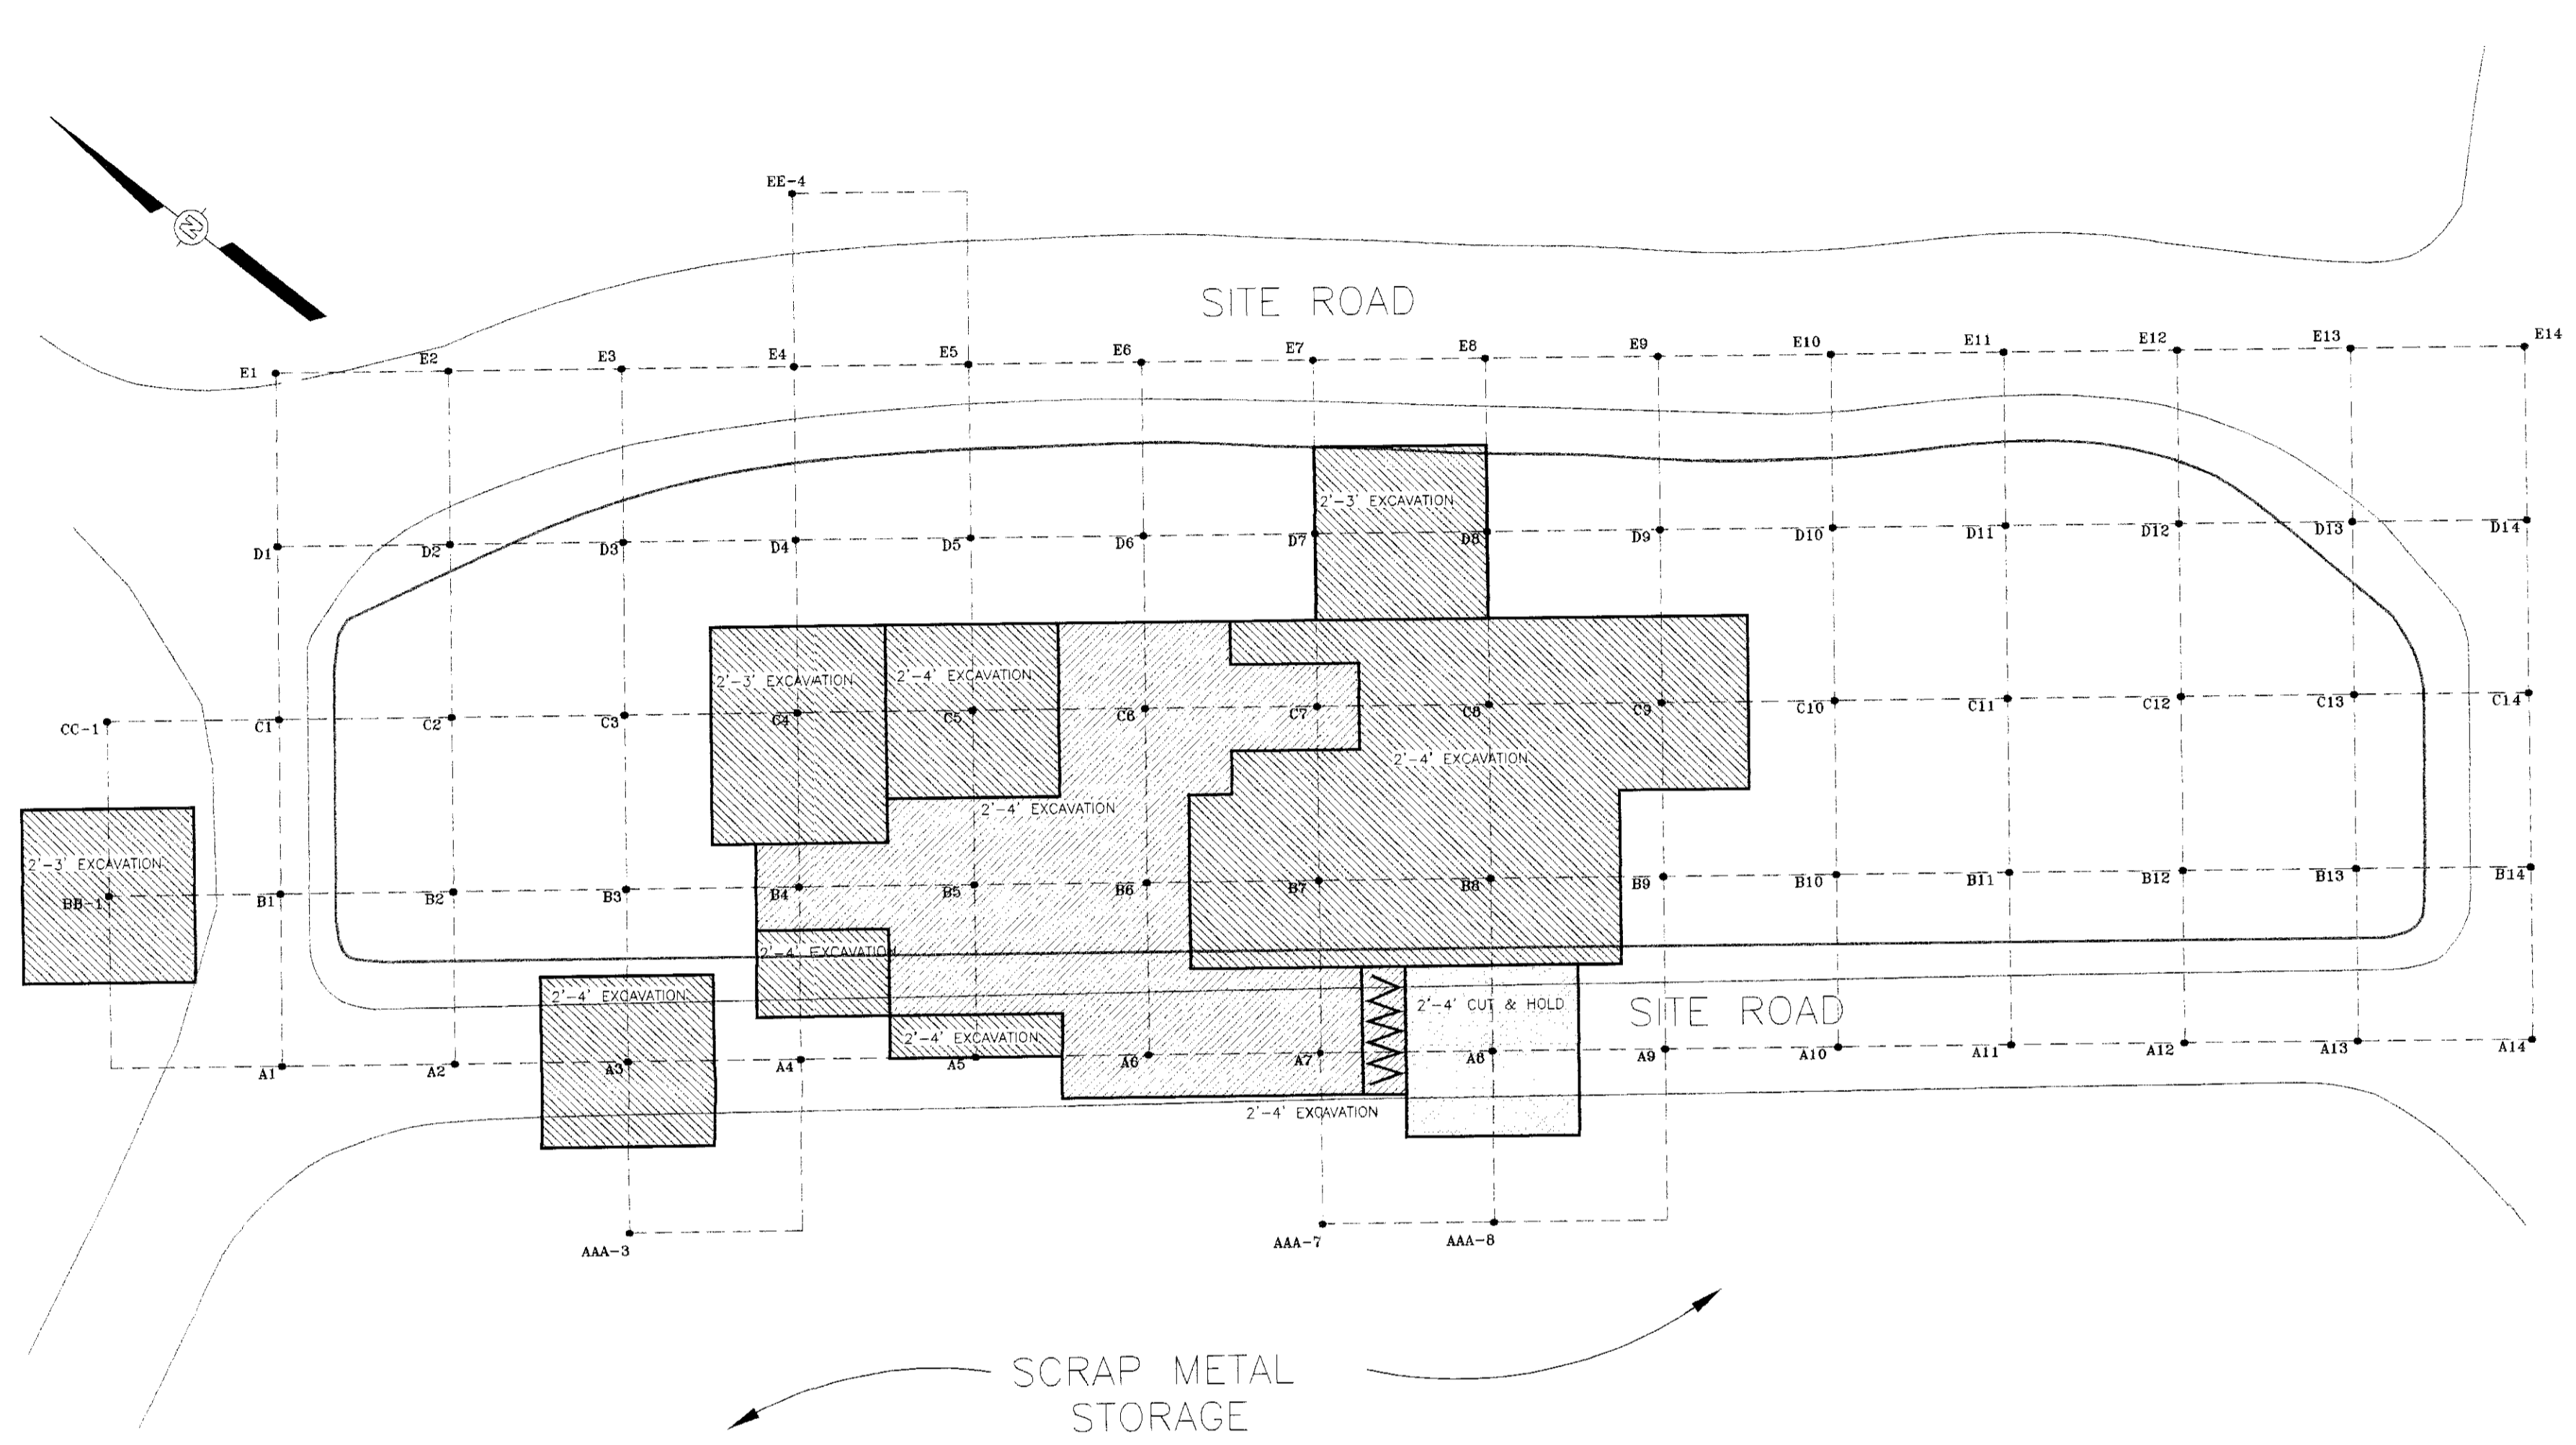 EE-4
N
SITE ROAD
E1 E2 E3 E4 E5 E6 E7 E8 E9 E10 E11 E12 E13 E14
2'-3' EXCAVATION
D1 D2 D3 D4 D5 D6 D7 D8 D9 D10 D11 D12 D13 D14
2'-3' EXCAVATION
2'-4' EXCAVATION
CC-1 C1 C2 C3 C4 C5 C6 C7 C8 C9 C10 C11 C12 C13 C14
2'-4' EXCAVATION
2'-4' EXCAVATION
2'-3' EXCAVATION
BB-1 B1 B2 B3 B4 B5 B6 B7 B8 B9 B10 B11 B12 B13 B14
2'-4' EXCAVATION
2'-4' EXCAVATION
2'-4' CUT & HOLD
SITE ROAD
2'-4' EXCAVATION
A1 A2 A3 A4 A5 A6 A7 A8 A9 A10 A11 A12 A13 A14
2'-4' EXCAVATION
AAA-3 AAA-7 AAA-8
SCRAP METAL
STORAGE